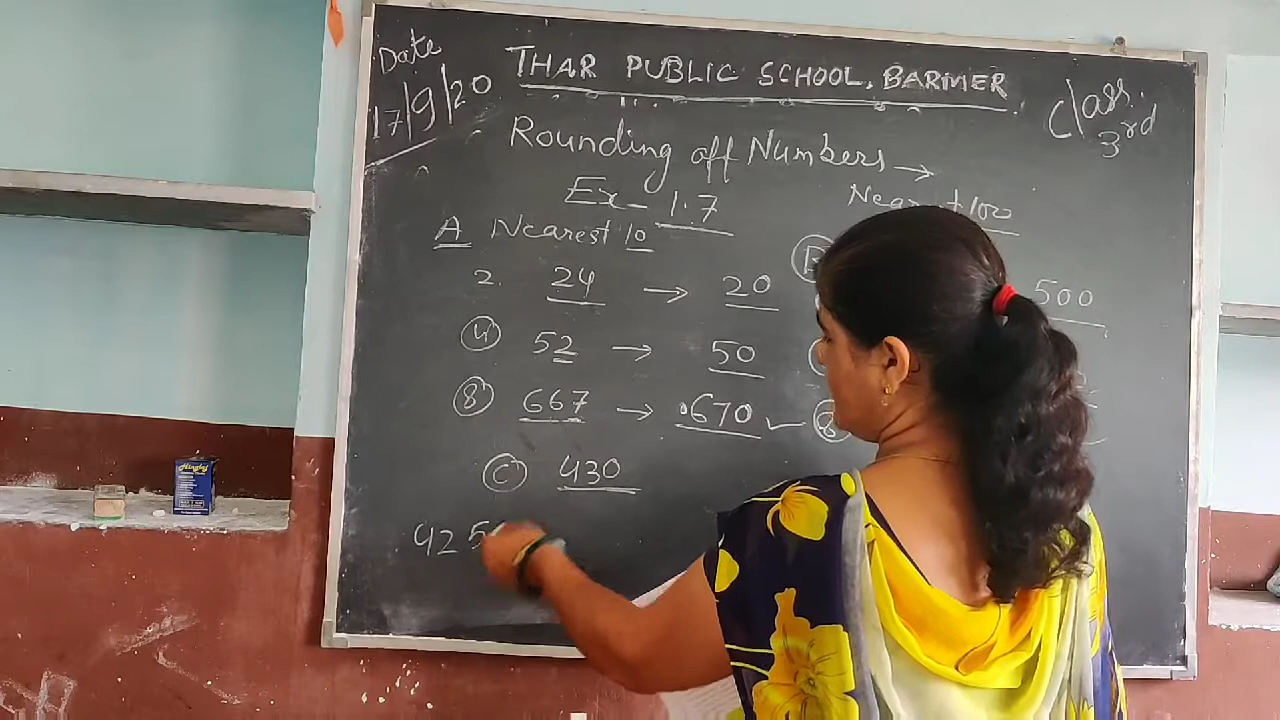 Date
17/9/20
THAR PUBLIC SCHOOL, BARMER
Class.
3rd
Rounding off Numbers →
Ex - 1.7
A Nearest 10
2. 24 → 20
4 52 → 50
8 667 → 670 ✓
C 430
425
100
500